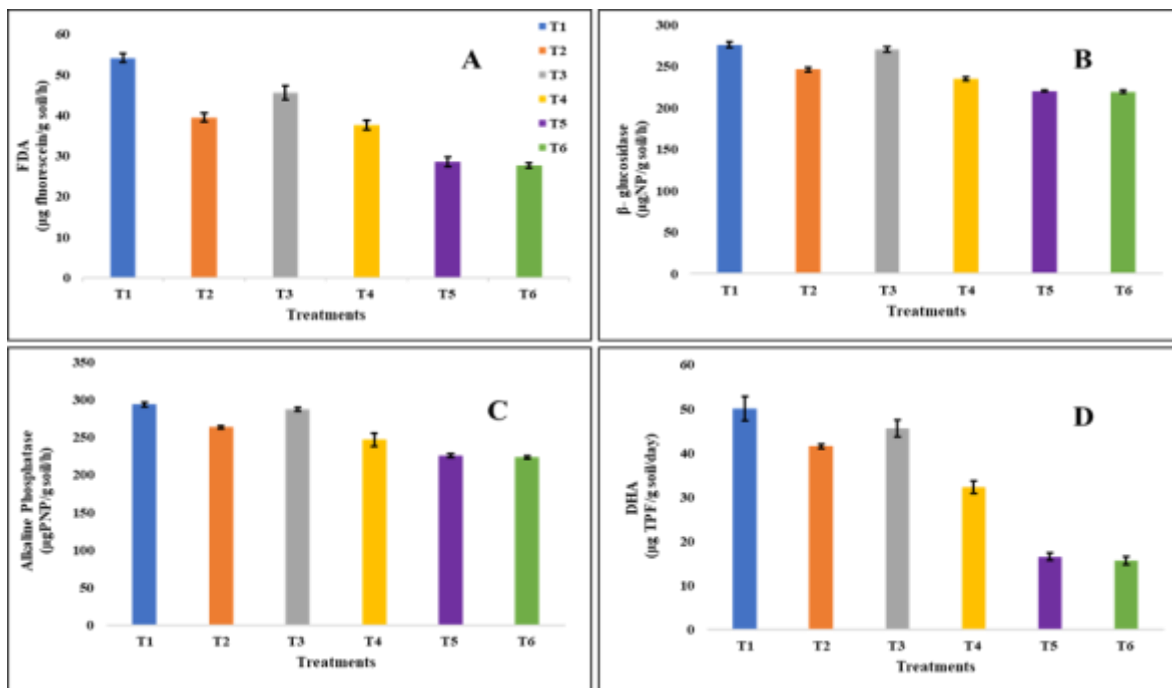 A
FDA
(µg fluorescein/g soil/h)
60
50
40
30
20
10
0
T1 T2 T3 T4 T5 T6
Treatments
T1
T2
T3
T4
T5
T6
B
β- glucosidase
(µgNP/g soil/h)
300
250
200
150
100
50
0
T1 T2 T3 T4 T5 T6
Treatments
C
Alkaline Phosphatase
(µgPNP/g soil/h)
350
300
250
200
150
100
50
0
T1 T2 T3 T4 T5 T6
Treatments
D
DHA
(µg TPF/g soil/day)
60
50
40
30
20
10
0
T1 T2 T3 T4 T5 T6
Treatments